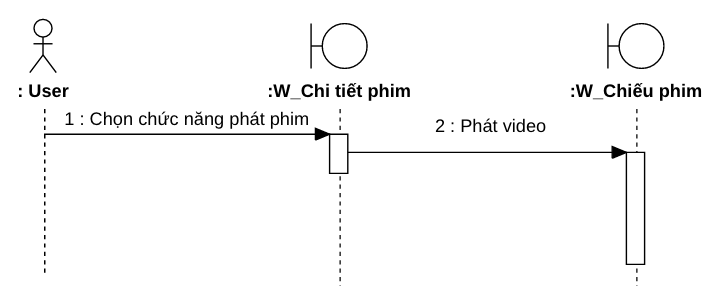 : User
:W_Chi tiết phim
:W_Chiếu phim
1 : Chọn chức năng phát phim
2 : Phát video